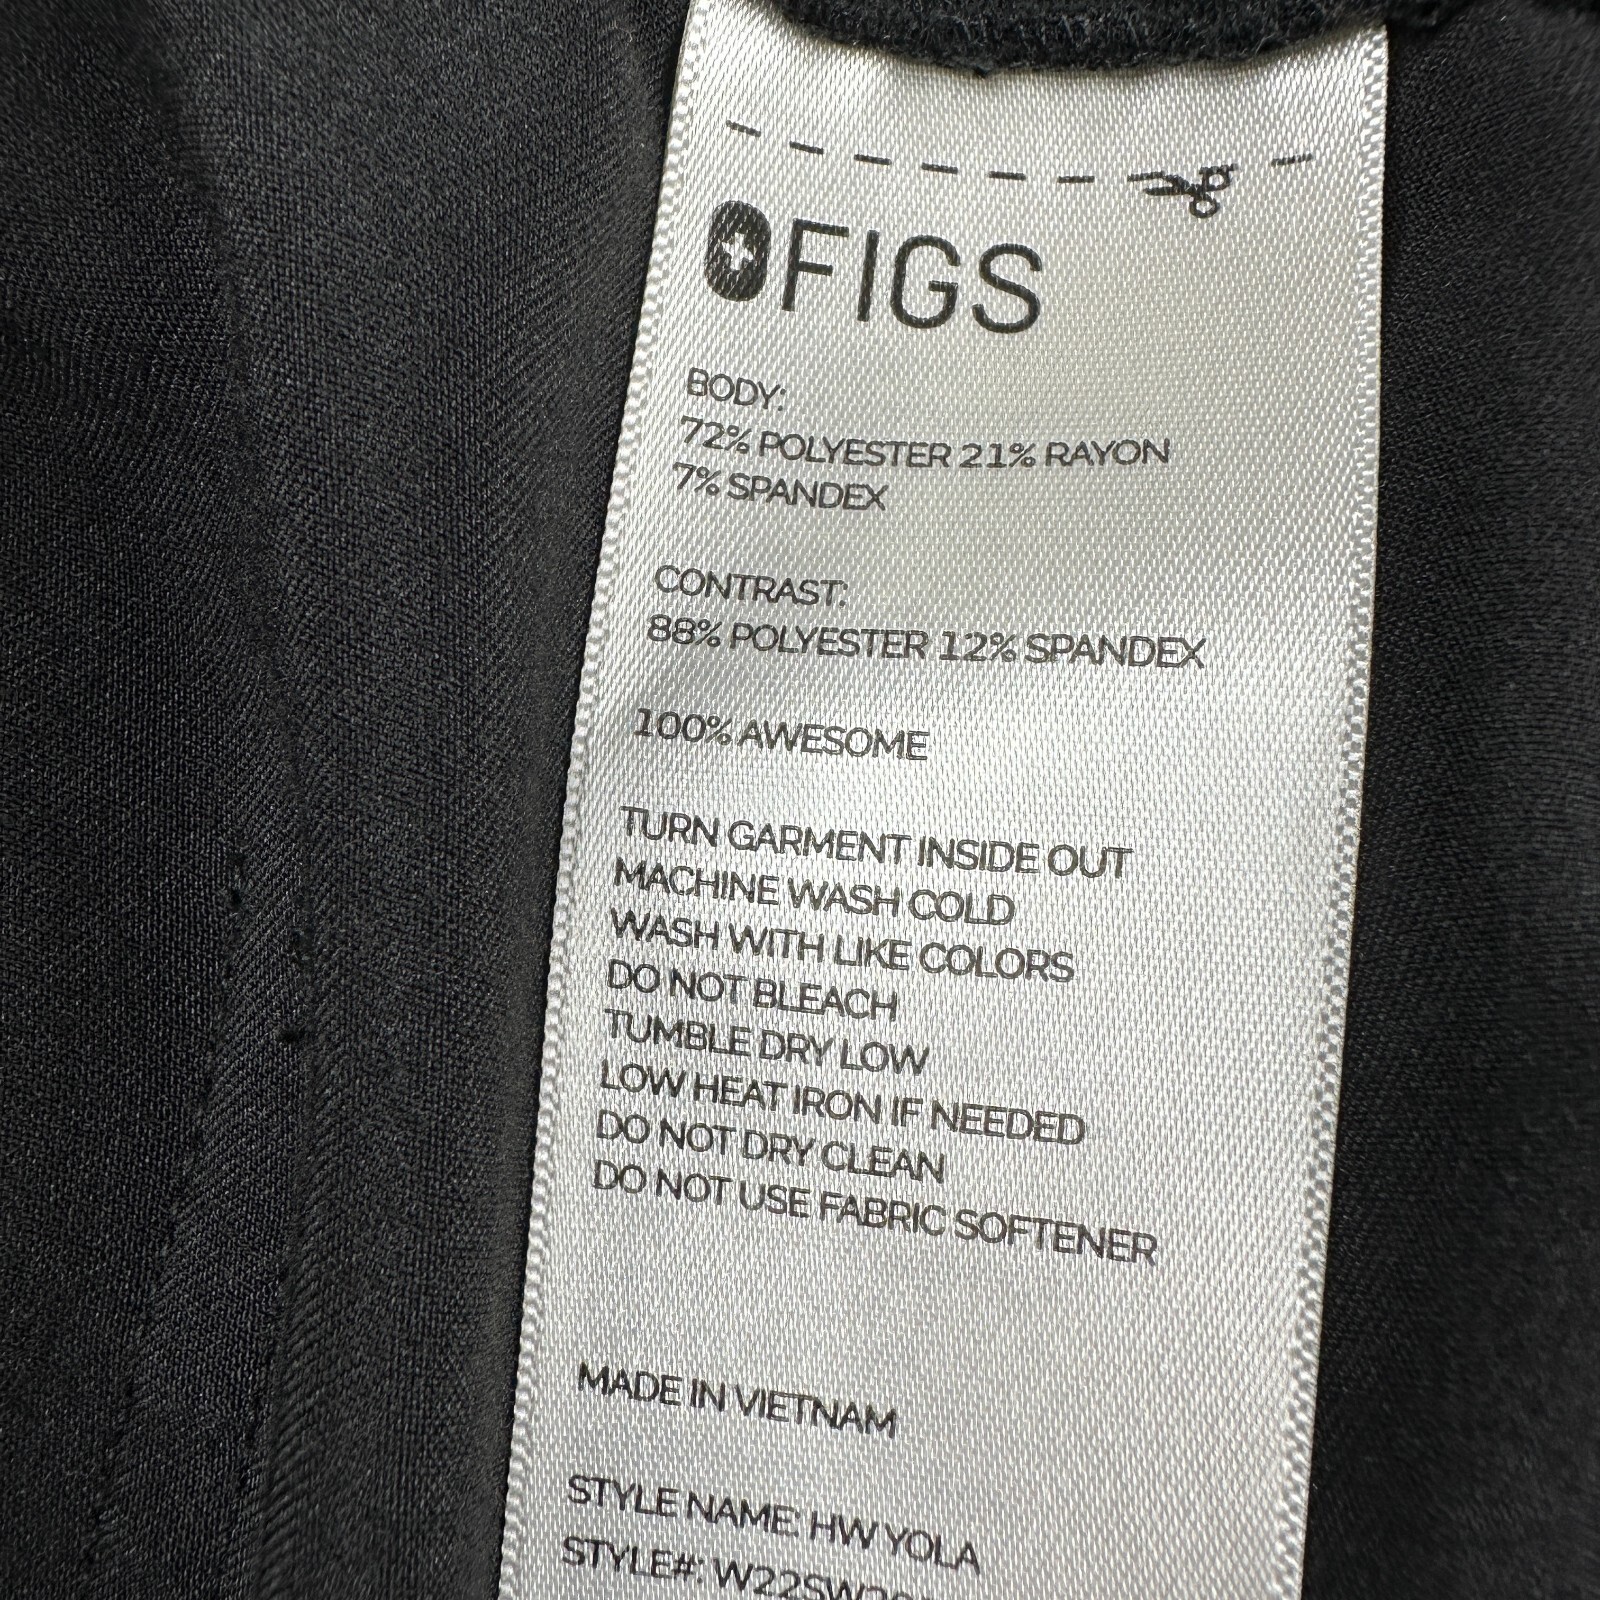 FIGS
BODY:
72% POLYESTER 21% RAYON
7% SPANDEX
CONTRAST:
88% POLYESTER 12% SPANDEX
100% AWESOME
TURN GARMENT INSIDE OUT
MACHINE WASH COLD
WASH WITH LIKE COLORS
DO NOT BLEACH
TUMBLE DRY LOW
LOW HEAT IRON IF NEEDED
DO NOT DRY CLEAN
DO NOT USE FABRIC SOFTENER
MADE IN VIETNAM
STYLE NAME: HW YOLA
STYLE#: